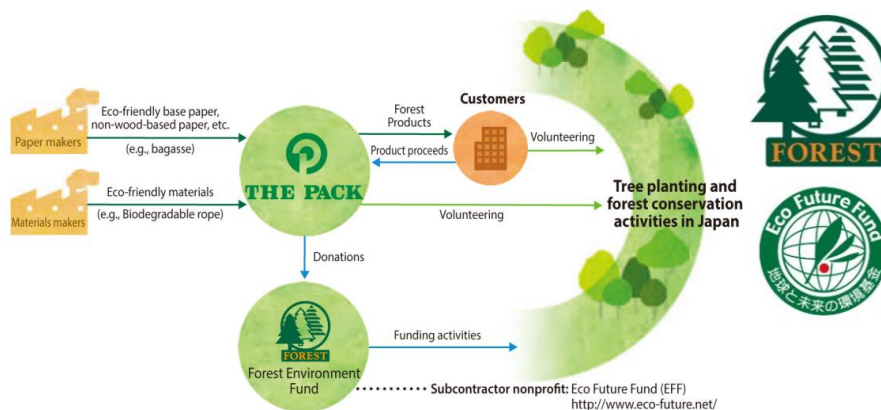 Paper makers
Eco-friendly base paper,
non-wood-based paper, etc.
(e.g., bagasse)
Materials makers
Eco-friendly materials
(e.g., Biodegradable rope)
THE PACK
Forest
Products
Product proceeds
Customers
Volunteering
Volunteering
Tree planting and
forest conservation
activities in Japan
Donations
FOREST
Forest Environment
Fund
Funding activities
Subcontractor nonprofit: Eco Future Fund (EFF)
http://www.eco-future.net/
FOREST
Eco Future Fund
地球と未来の環境基金